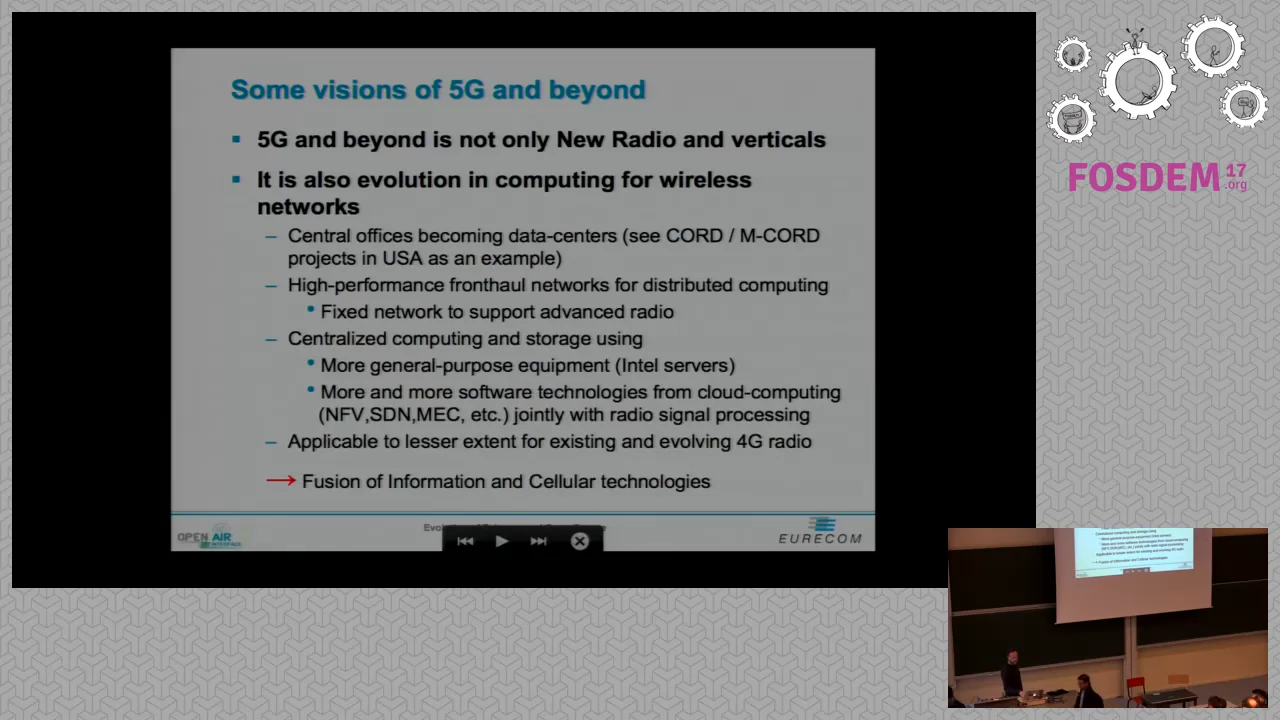 Some visions of 5G and beyond
5G and beyond is not only New Radio and verticals
It is also evolution in computing for wireless
networks
– Central offices becoming data-centers (see CORD / M-CORD
projects in USA as an example)
– High-performance fronthaul networks for distributed computing
Fixed network to support advanced radio
– Centralized computing and storage using
More general-purpose equipment (Intel servers)
More and more software technologies from cloud-computing
(NFV,SDN,MEC, etc.) jointly with radio signal processing
– Applicable to lesser extent for existing and evolving 4G radio
→ Fusion of Information and Cellular technologies
OPEN AIR
INTERFACE
EURECOM
FOSDEM 17
.org